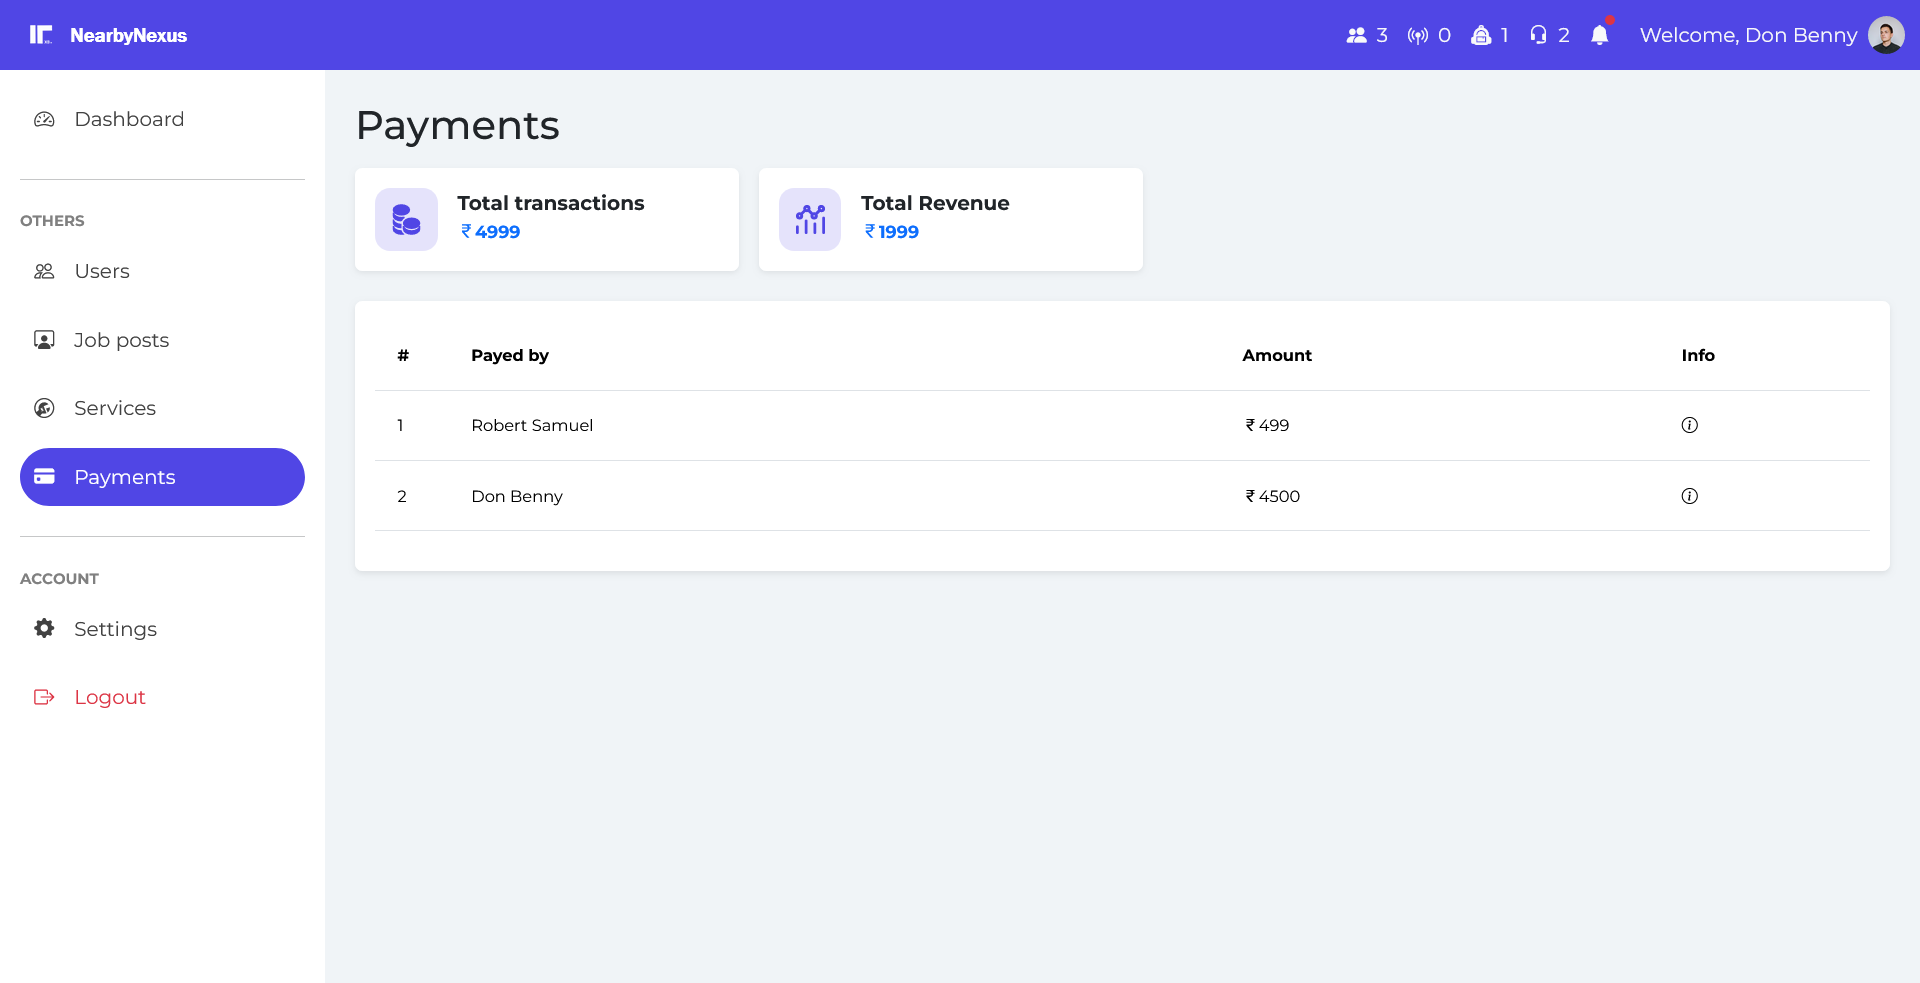 NearbyNexus
3 0 1 2 Welcome, Don Benny
Dashboard
OTHERS
Users
Job posts
Services
Payments
ACCOUNT
Settings
Logout
Payments
Total transactions
₹ 4999
Total Revenue
₹ 1999
# Payed by Amount Info
1 Robert Samuel ₹ 499
2 Don Benny ₹ 4500